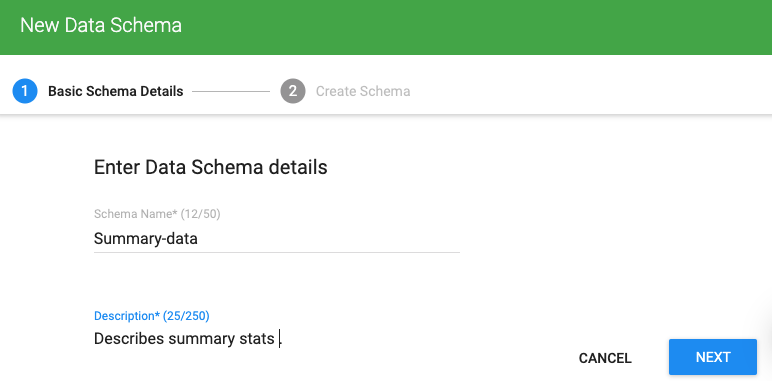 New Data Schema
1 Basic Schema Details 2 Create Schema
Enter Data Schema details
Schema Name* (12/50)
Summary-data
Description* (25/250)
Describes summary stats .
CANCEL NEXT